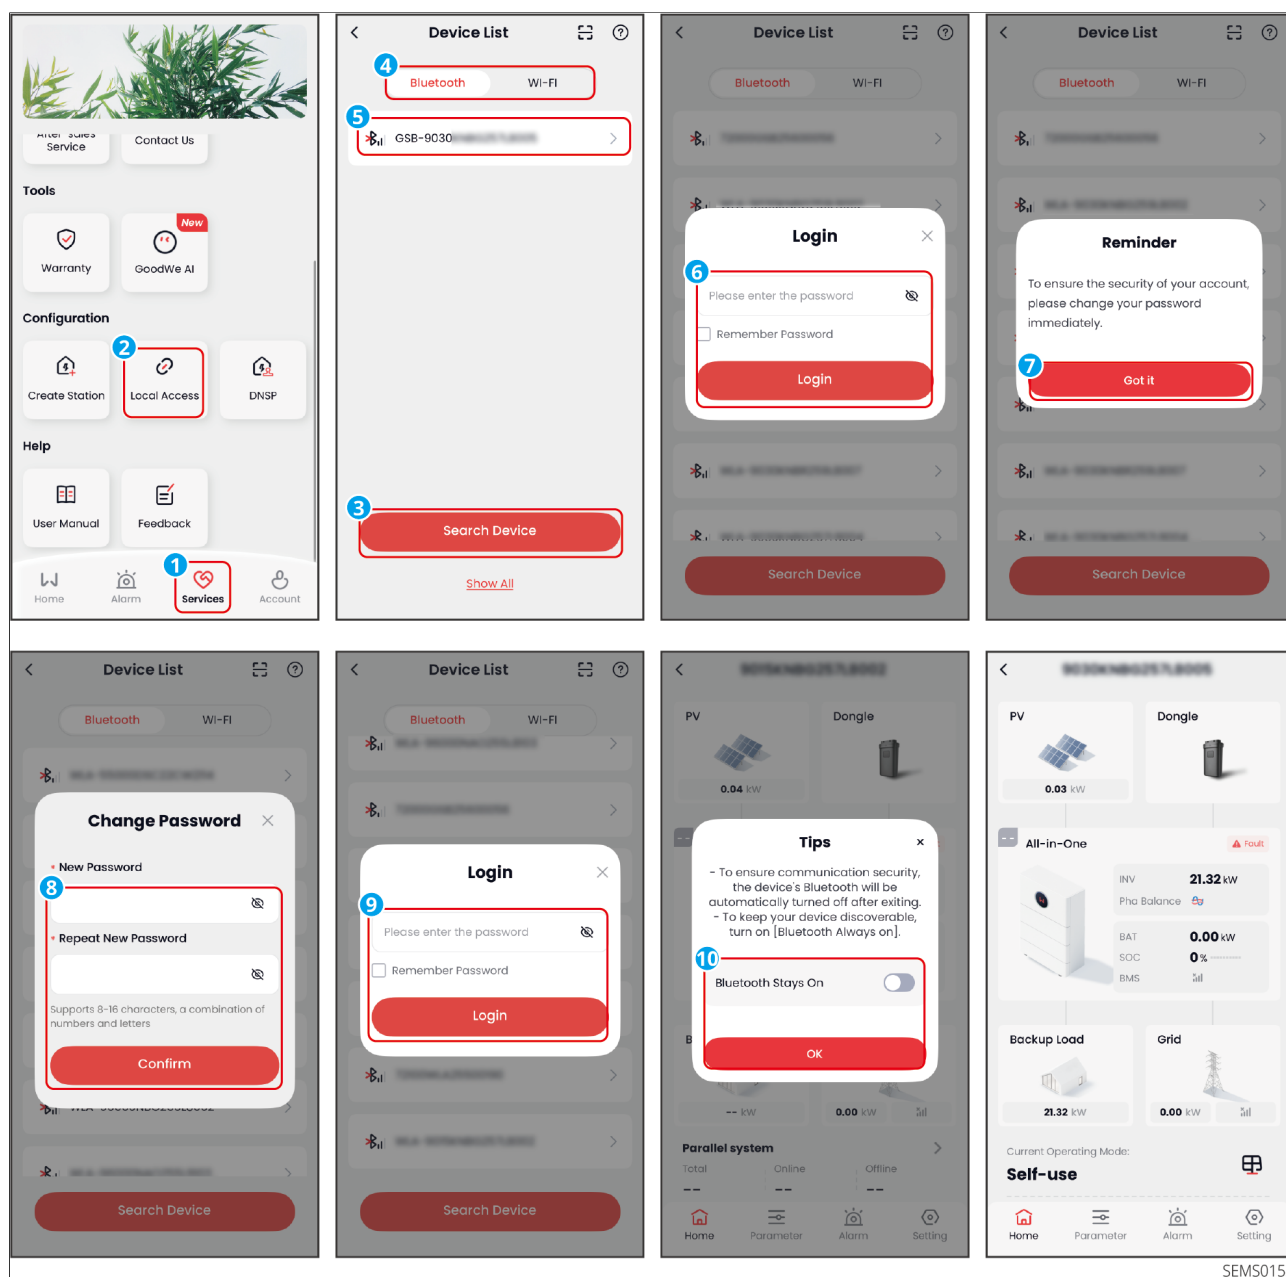 After-sales
Service
Contact Us
Tools
New
Warranty
GoodWe AI
Configuration
2
Create Station
Local Access
DNSP
Help
User Manual
Feedback
1
Home
Alarm
Services
Account
Device List
4
Bluetooth
WI-FI
5
GSB-9030
3
Search Device
Show All
Device List
Bluetooth
WI-FI
Login
6
Please enter the password
Remember Password
Login
Search Device
Device List
Bluetooth
WI-FI
Reminder
To ensure the security of your account,
please change your password
immediately.
7
Got it
Search Device
Device List
Bluetooth
WI-FI
Change Password
* New Password
8
* Repeat New Password
Supports 8-16 characters, a combination of
numbers and letters
Confirm
Search Device
Device List
Bluetooth
WI-FI
Login
9
Please enter the password
Remember Password
Login
Search Device
PV
Dongle
0.04 kW
--
Tips
x
- To ensure communication security,
the device's Bluetooth will be
automatically turned off after exiting.
- To keep your device discoverable,
turn on [Bluetooth Always on].
10
Bluetooth Stays On
OK
-- kW
0.00 kW
Parallel system
Total
Online
Offline
--
--
--
Home
Parameter
Alarm
Setting
PV
Dongle
0.03 kW
--
All-in-One
Fault
INV
21.32 kW
Pha Balance
BAT
0.00 kW
SOC
0 %
BMS
Backup Load
Grid
21.32 kW
0.00 kW
Current Operating Mode:
Self-use
Home
Parameter
Alarm
Setting
SEMS015